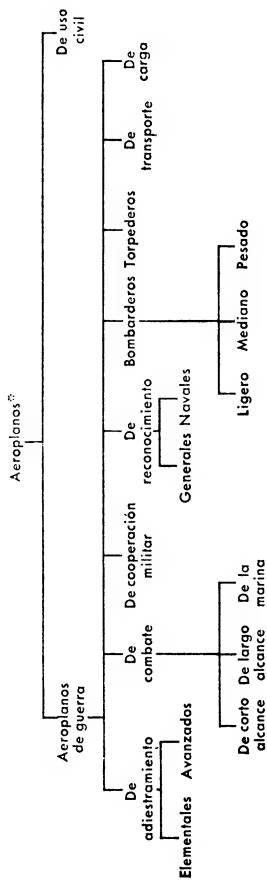 Aeroplanos*
Aeroplanos
de guerra
De uso
civil
De
adiestramiento
De
combate
De cooperación
militar
De
reconocimiento
Bombarderos
Torpederos
De
transporte
De
carga
Elementales
Avanzados
De corto
alcance
De largo
alcance
De la
marina
Generales
Navales
Ligero
Mediano
Pesado